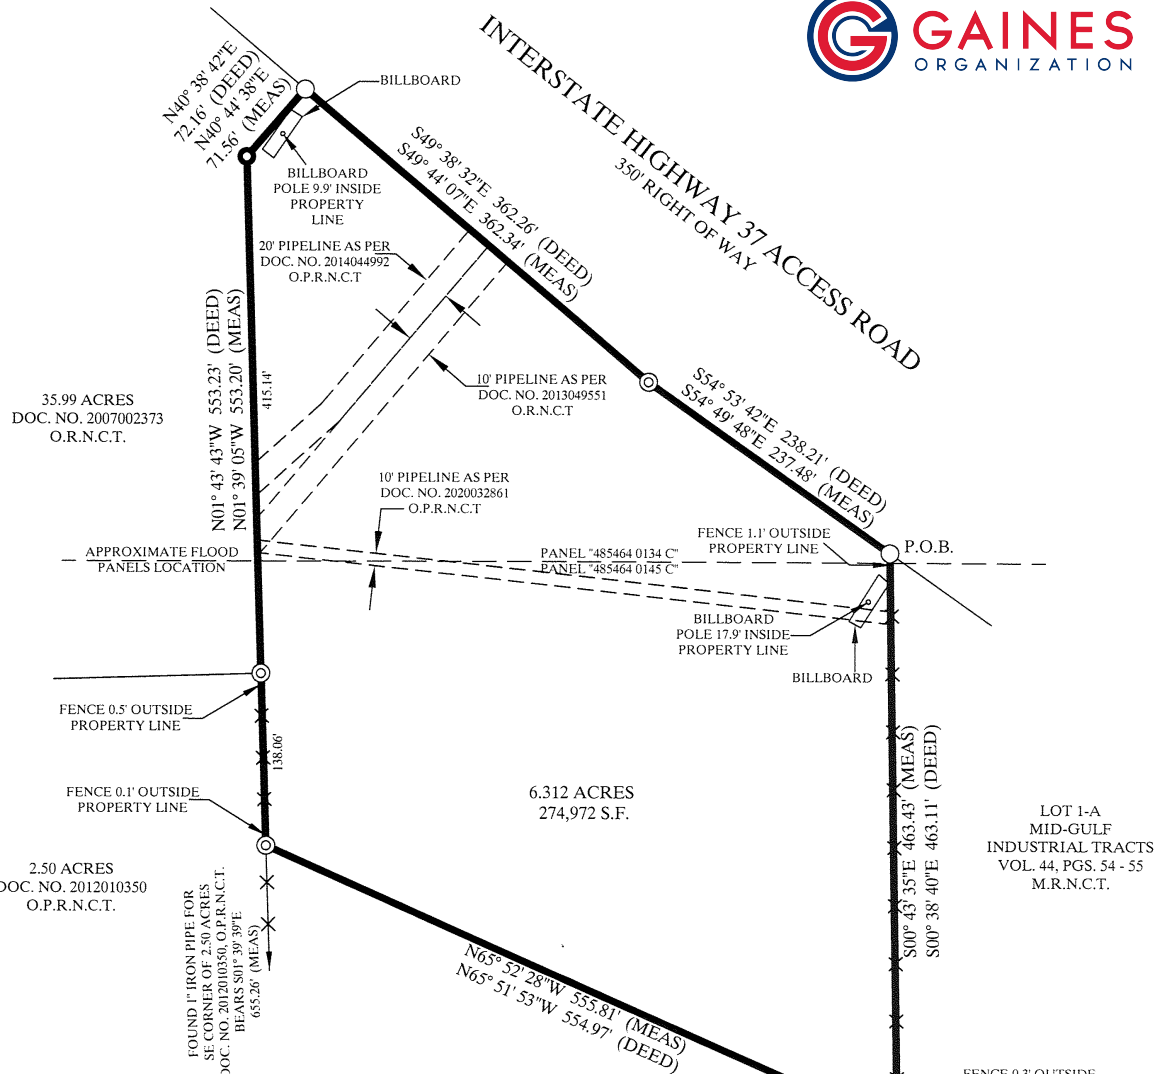 GAINES
ORGANIZATION
INTERSTATE HIGHWAY 37 ACCESS ROAD
350' RIGHT OF WAY
N40° 38' 42"E
72.16' (DEED)
N40° 44' 38"E
71.56' (MEAS)
BILLBOARD
BILLBOARD
POLE 9.9' INSIDE
PROPERTY
LINE
S49° 38' 32"E 362.26' (DEED)
S49° 44' 07"E 362.34' (MEAS)
20' PIPELINE AS PER
DOC. NO. 2014044992
O.P.R.N.C.T
N01° 43' 43"W 553.23' (DEED)
N01° 39' 05"W 553.20' (MEAS)
415.14'
10' PIPELINE AS PER
DOC. NO. 2013049551
O.R.N.C.T
35.99 ACRES
DOC. NO. 2007002373
O.R.N.C.T.
S54° 53' 42"E 238.21' (DEED)
S54° 49' 48"E 237.48' (MEAS)
10' PIPELINE AS PER
DOC. NO. 2020032861
O.P.R.N.C.T
FENCE 1.1' OUTSIDE
PROPERTY LINE
P.O.B.
APPROXIMATE FLOOD
PANELS LOCATION
PANEL "485464 0134 C"
PANEL "485464 0145 C"
BILLBOARD
POLE 17.9' INSIDE
PROPERTY LINE
BILLBOARD
FENCE 0.5' OUTSIDE
PROPERTY LINE
138.06'
FENCE 0.1' OUTSIDE
PROPERTY LINE
6.312 ACRES
274,972 S.F.
S00° 43' 35"E 463.43' (MEAS)
S00° 38' 40"E 463.11' (DEED)
LOT 1-A
MID-GULF
INDUSTRIAL TRACTS
VOL. 44, PGS. 54 - 55
M.R.N.C.T.
2.50 ACRES
DOC. NO. 2012010350
O.P.R.N.C.T.
FOUND 1" IRON PIPE FOR
SE CORNER OF 2.50 ACRES
DOC. NO. 2012010350, O.P.R.N.C.T.
BEARS S01° 39' 39"E
655.26' (MEAS)
N65° 52' 28"W 555.81' (MEAS)
N65° 51' 53"W 554.97' (DEED)
FENCE 0.3' OUTSIDE